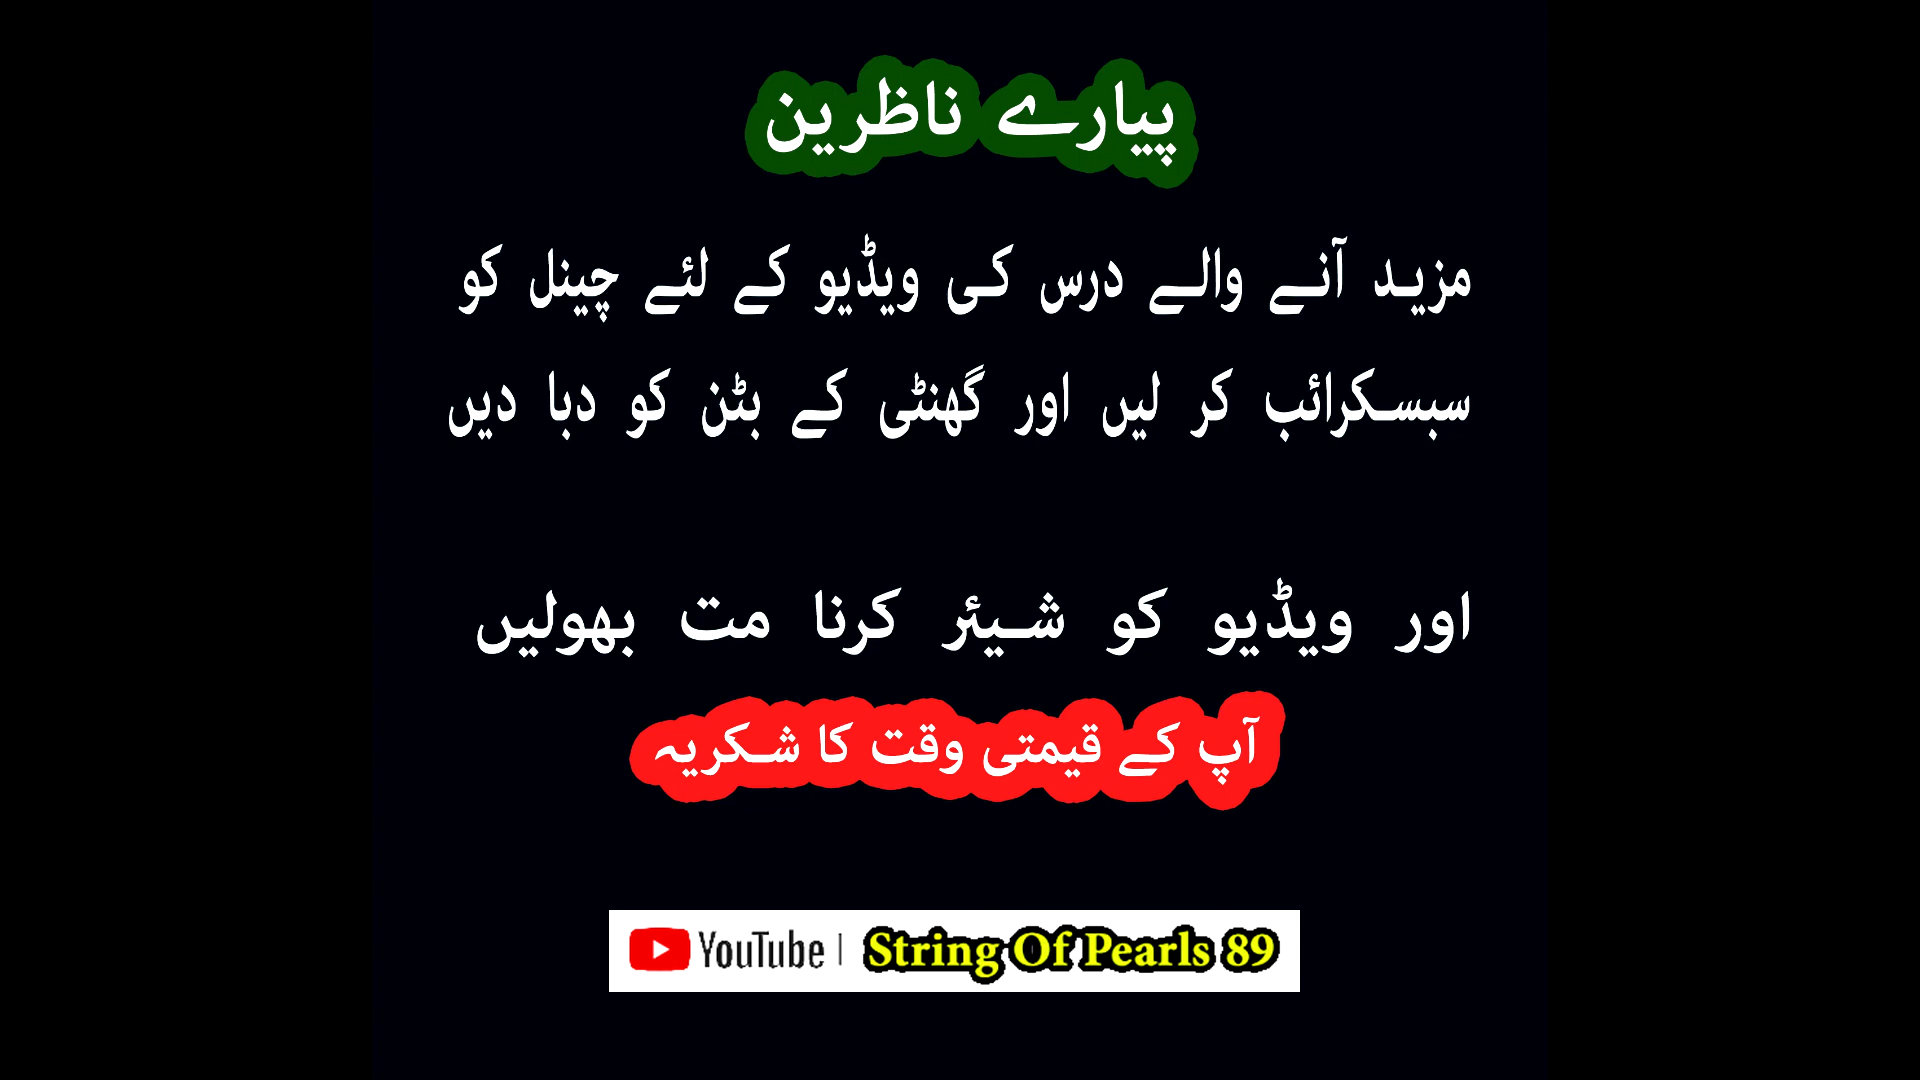 پیارے ناظرین
مزید آنے والے درس کی ویڈیو کے لئے چینل کو
سبسکرائب کر لیں اور گھنٹی کے بٹن کو دبا دیں
اور ویڈیو کو شیئر کرنا مت بھولیں
آپ کے قیمتی وقت کا شکریہ
YouTube | String Of Pearls 89